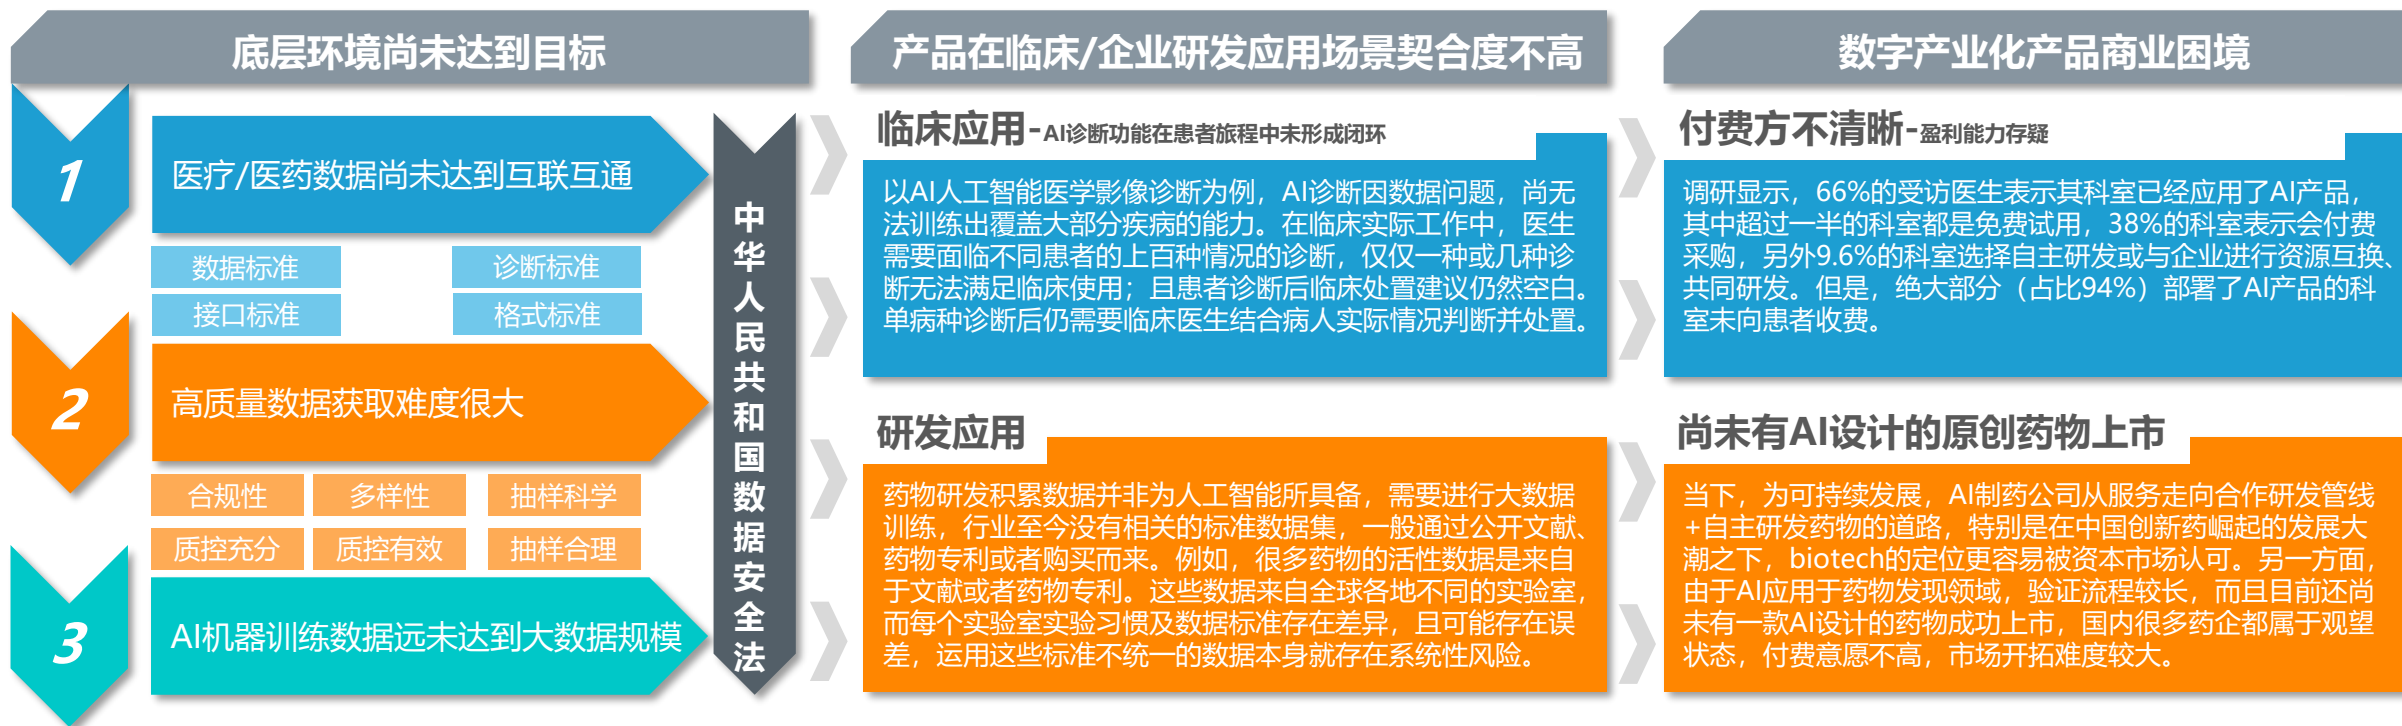 底层环境尚未达到目标
1
医疗/医药数据尚未达到互联互通
数据标准
诊断标准
接口标准
格式标准
2
高质量数据获取难度很大
合规性
多样性
抽样科学
质控充分
质控有效
抽样合理
3
AI机器训练数据远未达到大数据规模
中华人民共和国数据安全法
产品在临床/企业研发应用场景契合度不高
临床应用-AI诊断功能在患者旅程中未形成闭环
以AI人工智能医学影像诊断为例，AI诊断因数据问题，尚无
法训练出覆盖大部分疾病的能力。在临床实际工作中，医生
需要面临不同患者的上百种情况的诊断，仅仅一种或几种诊
断无法满足临床使用；且患者诊断后临床处置建议仍然空白。
单病种诊断后仍需要临床医生结合病人实际情况判断并处置。
研发应用
药物研发积累数据并非为人工智能所具备，需要进行大数据
训练，行业至今没有相关的标准数据集，一般通过公开文献、
药物专利或者购买而来。例如，很多药物的活性数据是来自
于文献或者药物专利。这些数据来自全球各地不同的实验室，
而每个实验室实验习惯及数据标准存在差异，且可能存在误
差，运用这些标准不统一的数据本身就存在系统性风险。
数字产业化产品商业困境
付费方不清晰-盈利能力存疑
调研显示，66%的受访医生表示其科室已经应用了AI产品，
其中超过一半的科室都是免费试用，38%的科室表示会付费
采购，另外9.6%的科室选择自主研发或与企业进行资源互换、
共同研发。但是，绝大部分（占比94%）部署了AI产品的科
室未向患者收费。
尚未有AI设计的原创药物上市
当下，为可持续发展，AI制药公司从服务走向合作研发管线
+自主研发药物的道路，特别是在中国创新药崛起的发展大
潮之下，biotech的定位更容易被资本市场认可。另一方面，
由于AI应用于药物发现领域，验证流程较长，而且目前还尚
未有一款AI设计的药物成功上市，国内很多药企都属于观望
状态，付费意愿不高，市场开拓难度较大。